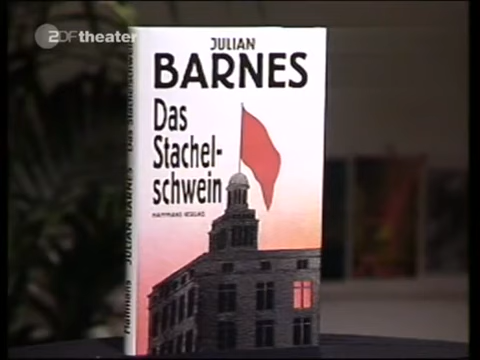 ZDFtheater
JULIAN
BARNES
Das
Stachel-
schwein
HAFFMANS VERLAG
Haffmans JULIAN BARNES Das Stachelschwein